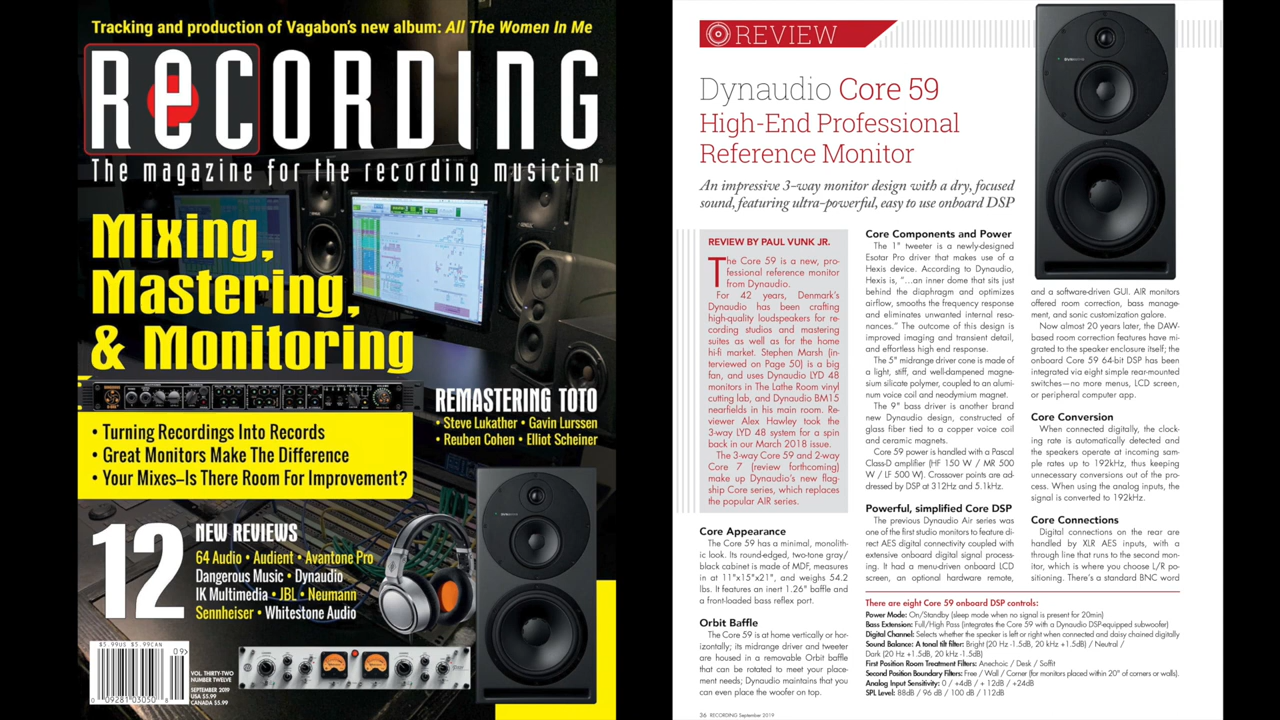 Tracking and production of Vagabon's new album: All The Women In Me
ReCORDING
The magazine for the recording musician®
Mixing,
Mastering,
& Monitoring
REMASTERING TOTO
• Steve Lukather • Gavin Lurssen
• Reuben Cohen • Elliot Scheiner
• Turning Recordings Into Records
• Great Monitors Make The Difference
• Your Mixes–Is There Room For Improvement?
12
NEW REVIEWS
64 Audio • Audient • Avantone Pro
Dangerous Music • Dynaudio
IK Multimedia • JBL • Neumann
Sennheiser • Whitestone Audio
$5.99US $5.99CAN
09>
0 09281 03050 8
VOL. THIRTY-TWO
NUMBER TWELVE
SEPTEMBER 2019
USA $5.99
CANADA $5.99
REVIEW
Dynaudio Core 59
High-End Professional
Reference Monitor
An impressive 3-way monitor design with a dry, focused
sound, featuring ultra-powerful, easy to use onboard DSP
REVIEW BY PAUL VUNK JR.
The Core 59 is a new, pro-
fessional reference monitor
from Dynaudio.
For 42 years, Denmark's
Dynaudio has been crafting
high-quality loudspeakers for re-
cording studios and mastering
suites as well as for the home
hi-fi market. Stephen Marsh (in-
terviewed on Page 50) is a big
fan, and uses Dynaudio LYD 48
monitors in The Lathe Room vinyl
cutting lab, and Dynaudio BM15
nearfields in his main room. Re-
viewer Alex Hawley took the
3-way LYD 48 system for a spin
back in our March 2018 issue.
The 3-way Core 59 and 2-way
Core 7 (review forthcoming)
make up Dynaudio's new flag-
ship Core series, which replaces
the popular AIR series.
Core Appearance
The Core 59 has a minimal, monolith-
ic look. Its round-edged, two-tone gray/
black cabinet is made of MDF, measures
in at 11"x15"x21", and weighs 54.2
lbs. It features an inert 1.26" baffle and
a front-loaded bass reflex port.
Orbit Baffle
The Core 59 is at home vertically or hor-
izontally; its midrange driver and tweeter
are housed in a removable Orbit baffle
that can be rotated to meet your place-
ment needs; Dynaudio maintains that you
can even place the woofer on top.
Core Components and Power
The 1" tweeter is a newly-designed
Esotar Pro driver that makes use of a
Hexis device. According to Dynaudio,
Hexis is, "…an inner dome that sits just
behind the diaphragm and optimizes
airflow, smooths the frequency response
and eliminates unwanted internal reso-
nances." The outcome of this design is
improved imaging and transient detail,
and effortless high end response.
The 5" midrange driver cone is made of
a light, stiff, and well-dampened magne-
sium silicate polymer, coupled to an alumi-
num voice coil and neodymium magnet.
The 9" bass driver is another brand
new Dynaudio design, constructed of
glass fiber tied to a copper voice coil
and ceramic magnets.
Core 59 power is handled with a Pascal
Class-D amplifier (HF 150 W / MR 500
W / LF 500 W). Crossover points are ad-
dressed by DSP at 312Hz and 5.1kHz.
Powerful, simplified Core DSP
The previous Dynaudio Air series was
one of the first studio monitors to feature di-
rect AES digital connectivity coupled with
extensive onboard digital signal process-
ing. It had a menu-driven onboard LCD
screen, an optional hardware remote,
and a software-driven GUI. AIR monitors
offered room correction, bass manage-
ment, and sonic customization galore.
Now almost 20 years later, the DAW-
based room correction features have mi-
grated to the speaker enclosure itself; the
onboard Core 59 64-bit DSP has been
integrated via eight simple rear-mounted
switches—no more menus, LCD screen,
or peripheral computer app.
Core Conversion
When connected digitally, the clock-
ing rate is automatically detected and
the speakers operate at incoming sam-
ple rates up to 192kHz, thus keeping
unnecessary conversions out of the pro-
cess. When using the analog inputs, the
signal is converted to 192kHz.
Core Connections
Digital connections on the rear are
handled by XLR AES inputs, with a
through line that runs to the second mon-
itor, which is where you choose L/R po-
sitioning. There's a standard BNC word
There are eight Core 59 onboard DSP controls:
Power Mode: On/Standby (sleep mode when no signal is present for 20min)
Bass Extension: Full/High Pass (integrates the Core 59 with a Dynaudio DSP-equipped subwoofer)
Digital Channel: Selects whether the speaker is left or right when connected and daisy chained digitally
Sound Balance: A tonal tilt filter: Bright (20 Hz -1.5dB, 20 kHz +1.5dB) / Neutral /
Dark (20 Hz +1.5dB, 20 kHz -1.5dB)
First Position Room Treatment Filters: Anechoic / Desk / Soffit
Second Position Boundary Filters: Free / Wall / Corner (for monitors placed within 20" of corners or walls).
Analog Input Sensitivity: 0 / +4dB / + 12dB / +24dB
SPL Level: 88dB / 96 dB / 100 dB / 112dB
36 RECORDING September 2019